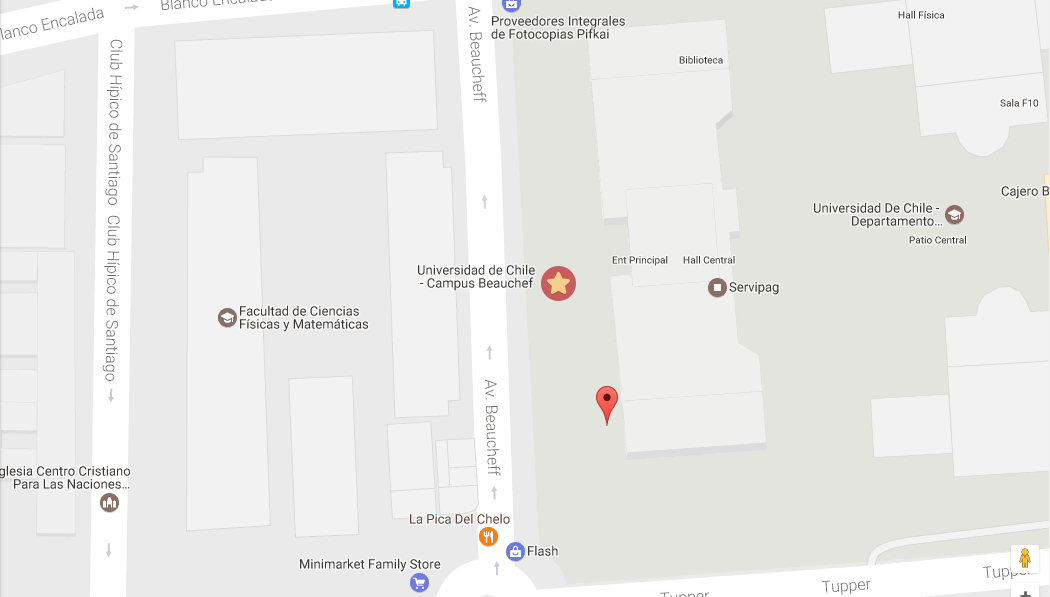 Blanco Encalada
Blanco Encalada
Proveedores Integrales
de Fotocopias Pifkai
Hall Física
Av. Beaucheff
Biblioteca
Club Hípico de Santiago
Sala F10
Cajero B
Universidad De Chile -
Departamento...
Patio Central
Club Hípico de Santiago
Ent Principal
Hall Central
Universidad de Chile
- Campus Beauchef
Servipag
Facultad de Ciencias
Físicas y Matemáticas
Av. Beaucheff
glesia Centro Cristiano
Para Las Naciones...
La Pica Del Chelo
Flash
Minimarket Family Store
Tupper
Tupper
Tupper